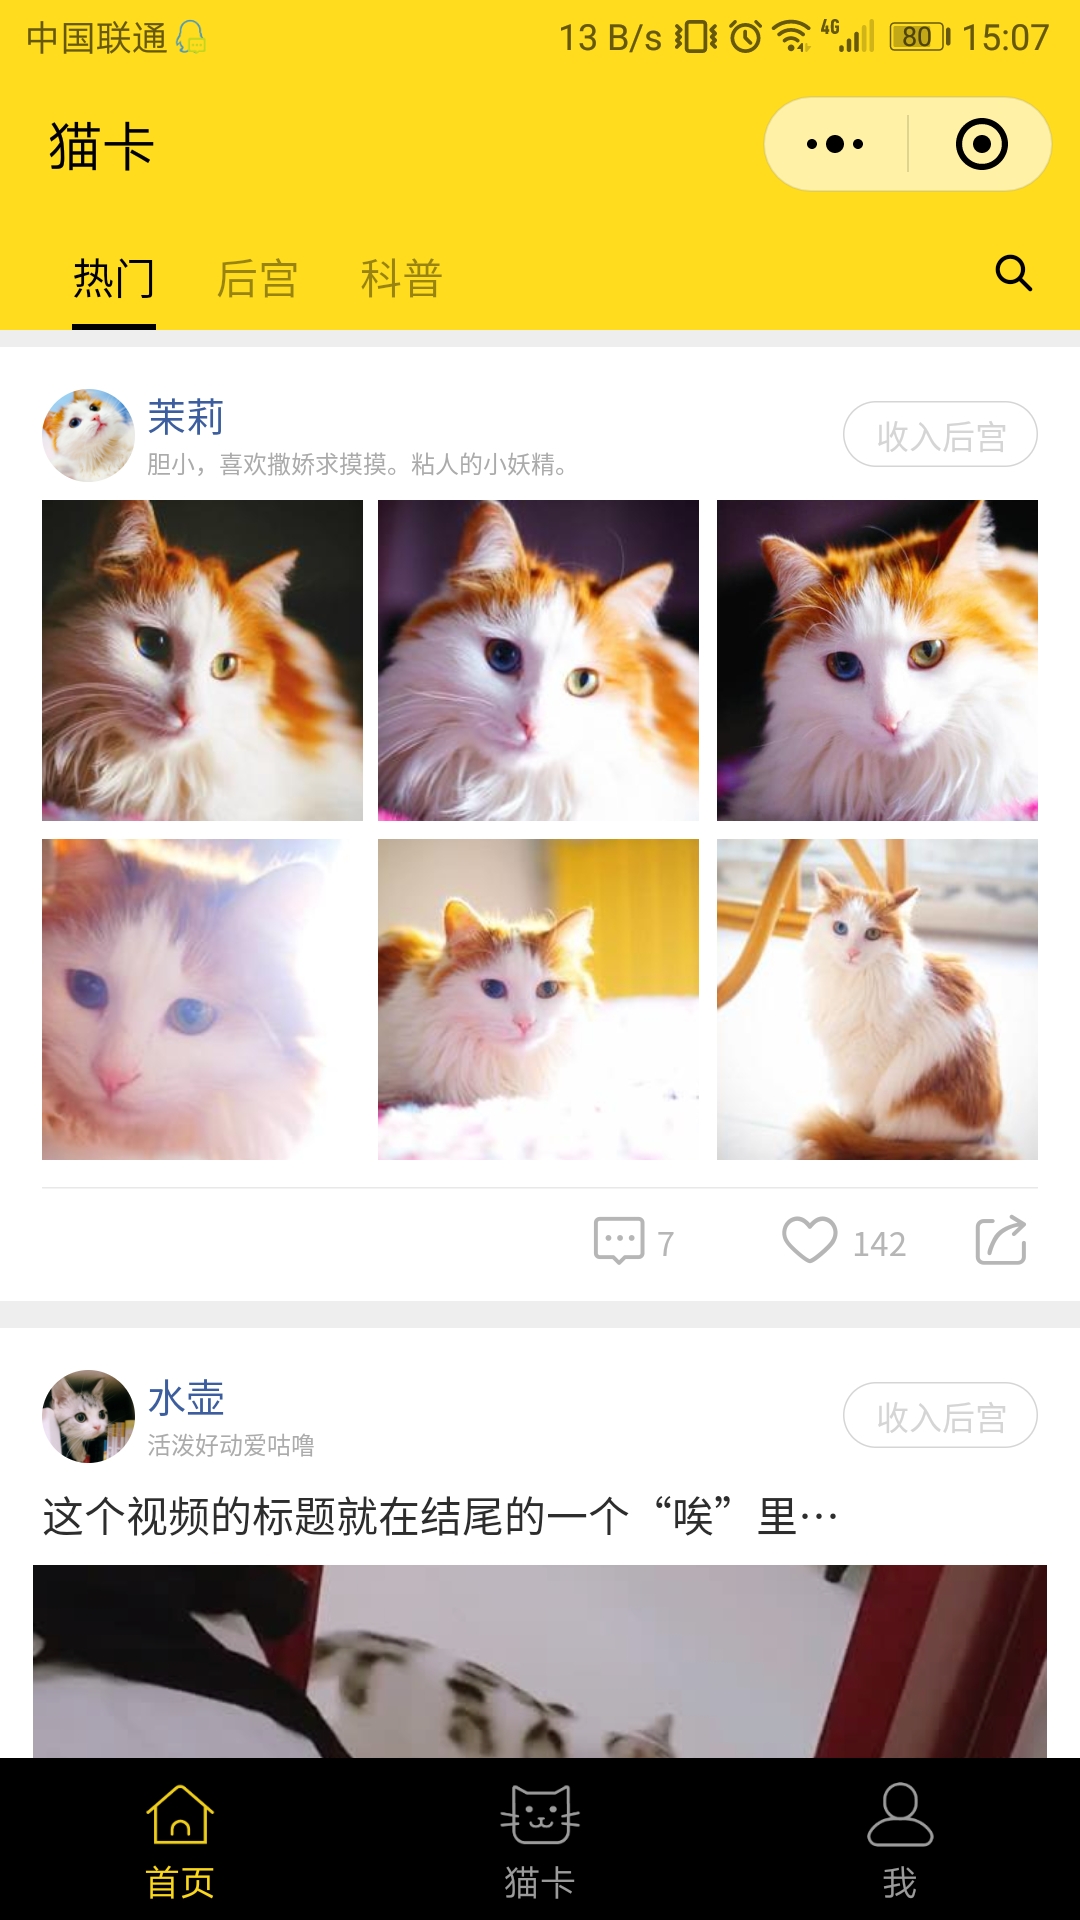 中国联通 13 B/s 4G 80 15:07
猫卡
热门 后宫 科普
茉莉
收入后宫
胆小，喜欢撒娇求摸摸。粘人的小妖精。
7 142
水壶
收入后宫
活泼好动爱咕噜
这个视频的标题就在结尾的一个“唉”里…
首页 猫卡 我